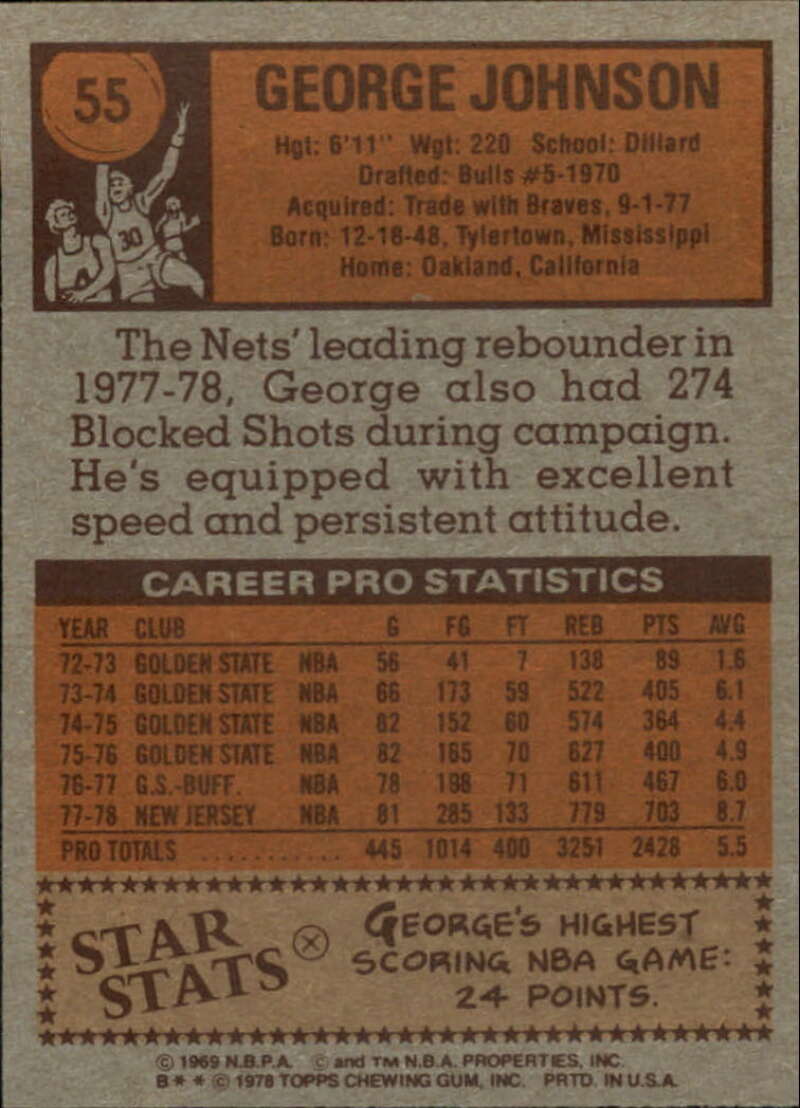 55
GEORGE JOHNSON
Hgt: 6'11" Wgt: 220 School: Dillard
Drafted: Bulls #5-1970
Acquired: Trade with Braves, 9-1-77
Born: 12-18-48, Tylertown, Mississippi
Home: Oakland, California
30
The Nets' leading rebounder in
1977-78, George also had 274
Blocked Shots during campaign.
He's equipped with excellent
speed and persistent attitude.
CAREER PRO STATISTICS
YEAR CLUB G FG FT REB PTS AVG
72-73 GOLDEN STATE NBA 56 41 7 138 89 1.6
73-74 GOLDEN STATE NBA 66 173 59 522 405 6.1
74-75 GOLDEN STATE NBA 82 152 60 574 364 4.4
75-76 GOLDEN STATE NBA 82 165 70 627 400 4.9
76-77 G.S.-BUFF. NBA 78 198 71 611 467 6.0
77-78 NEW JERSEY NBA 81 285 133 779 703 8.7
PRO TOTALS ........... 445 1014 400 3251 2428 5.5
STAR
STATS
GEORGE'S HIGHEST
SCORING NBA GAME:
24 POINTS.
© 1969 N.B.P.A. © and TM N.B.A. PROPERTIES, INC.
B * * © 1978 TOPPS CHEWING GUM, INC. PRTD. IN U.S.A.